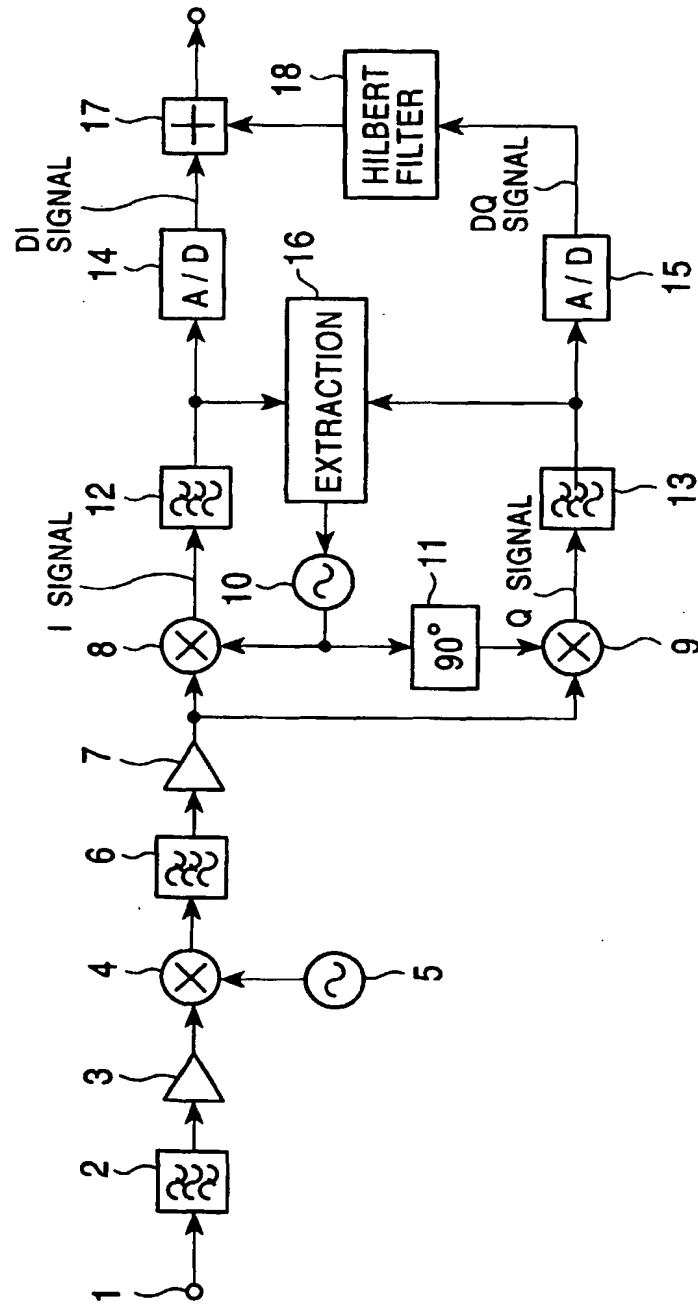 1
2
3
4
5
6
7
8
I SIGNAL
12
DI
SIGNAL
14
A/D
17
10
EXTRACTION
16
HILBERT
FILTER
18
11
90°
Q SIGNAL
9
13
A/D
15
DQ
SIGNAL